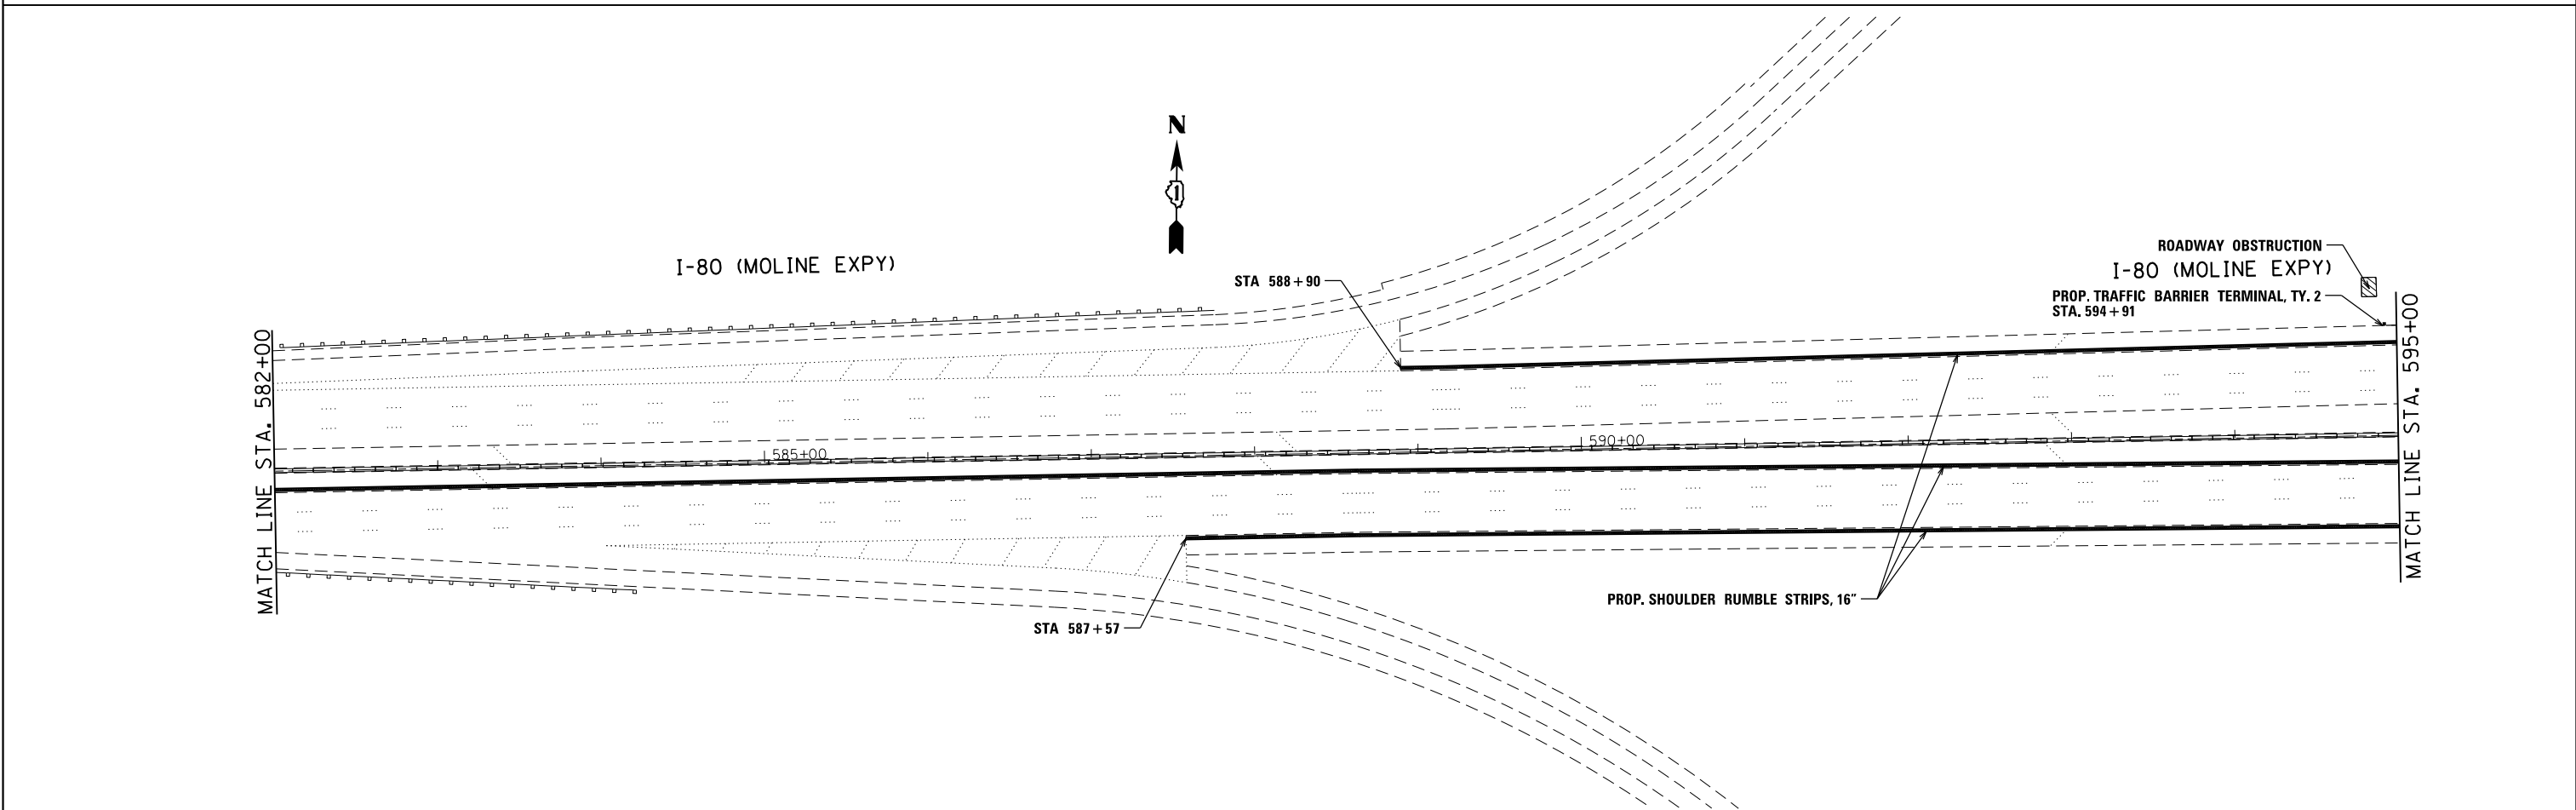 N
1
I-80 (MOLINE EXPY)
STA 588+90
ROADWAY OBSTRUCTION
I-80 (MOLINE EXPY)
PROP. TRAFFIC BARRIER TERMINAL, TY. 2
STA. 594+91
MATCH LINE STA. 582+00
585+00
590+00
MATCH LINE STA. 595+00
PROP. SHOULDER RUMBLE STRIPS, 16"
STA 587+57